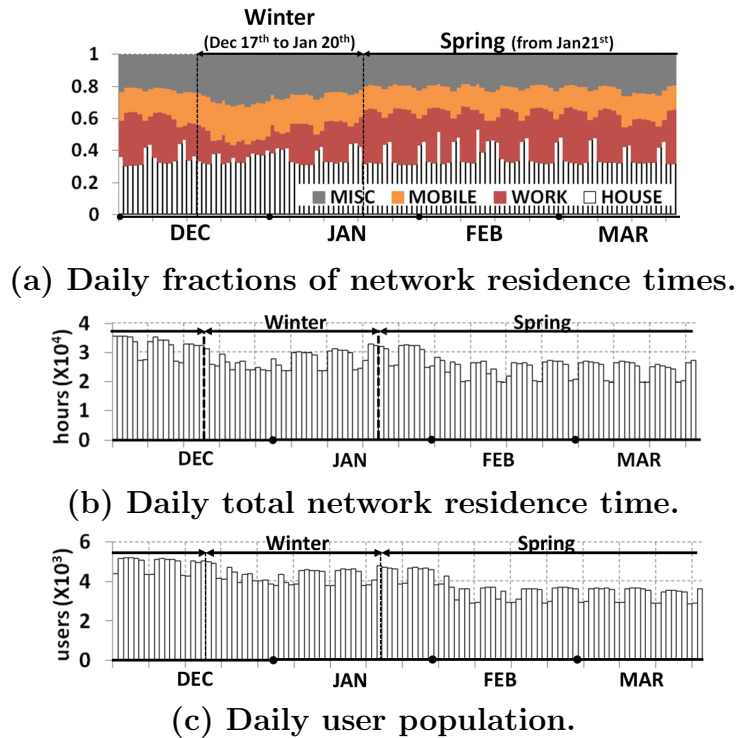 Winter
(Dec 17th to Jan 20th)
Spring (from Jan21st)
1
0.8
0.6
0.4
0.2
0
MISC MOBILE WORK HOUSE
DEC JAN FEB MAR
(a) Daily fractions of network residence times.
Winter Spring
4
3
2
1
0
hours (X10⁴)
DEC JAN FEB MAR
(b) Daily total network residence time.
Winter Spring
6
4
2
0
users (X10³)
DEC JAN FEB MAR
(c) Daily user population.